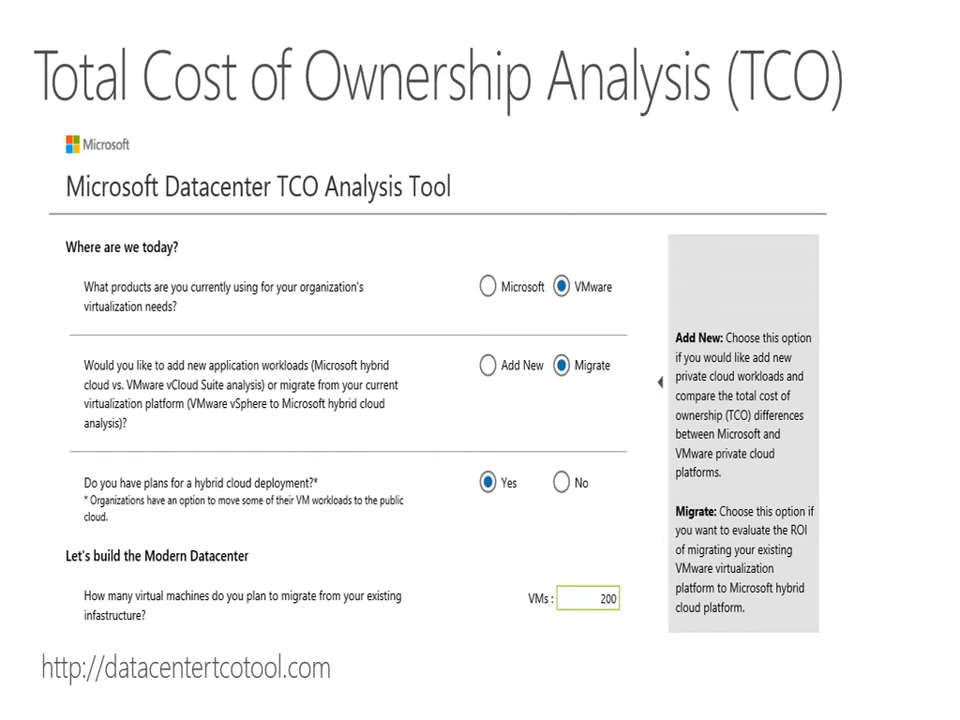 Total Cost of Ownership Analysis (TCO)
Microsoft
Microsoft Datacenter TCO Analysis Tool
Where are we today?
What products are you currently using for your organization's
virtualization needs?
Microsoft
VMware
Would you like to add new application workloads (Microsoft hybrid
cloud vs. VMware vCloud Suite analysis) or migrate from your current
virtualization platform (VMware vSphere to Microsoft hybrid cloud
analysis)?
Add New
Migrate
Do you have plans for a hybrid cloud deployment?*
* Organizations have an option to move some of their VM workloads to the public
cloud.
Yes
No
Let's build the Modern Datacenter
How many virtual machines do you plan to migrate from your existing
infastructure?
VMs :
200
Add New: Choose this option
if you would like add new
private cloud workloads and
compare the total cost of
ownership (TCO) differences
between Microsoft and
VMware private cloud
platforms.
Migrate: Choose this option if
you want to evaluate the ROI
of migrating your existing
VMware virtualization
platform to Microsoft hybrid
cloud platform.
http://datacentertcotool.com